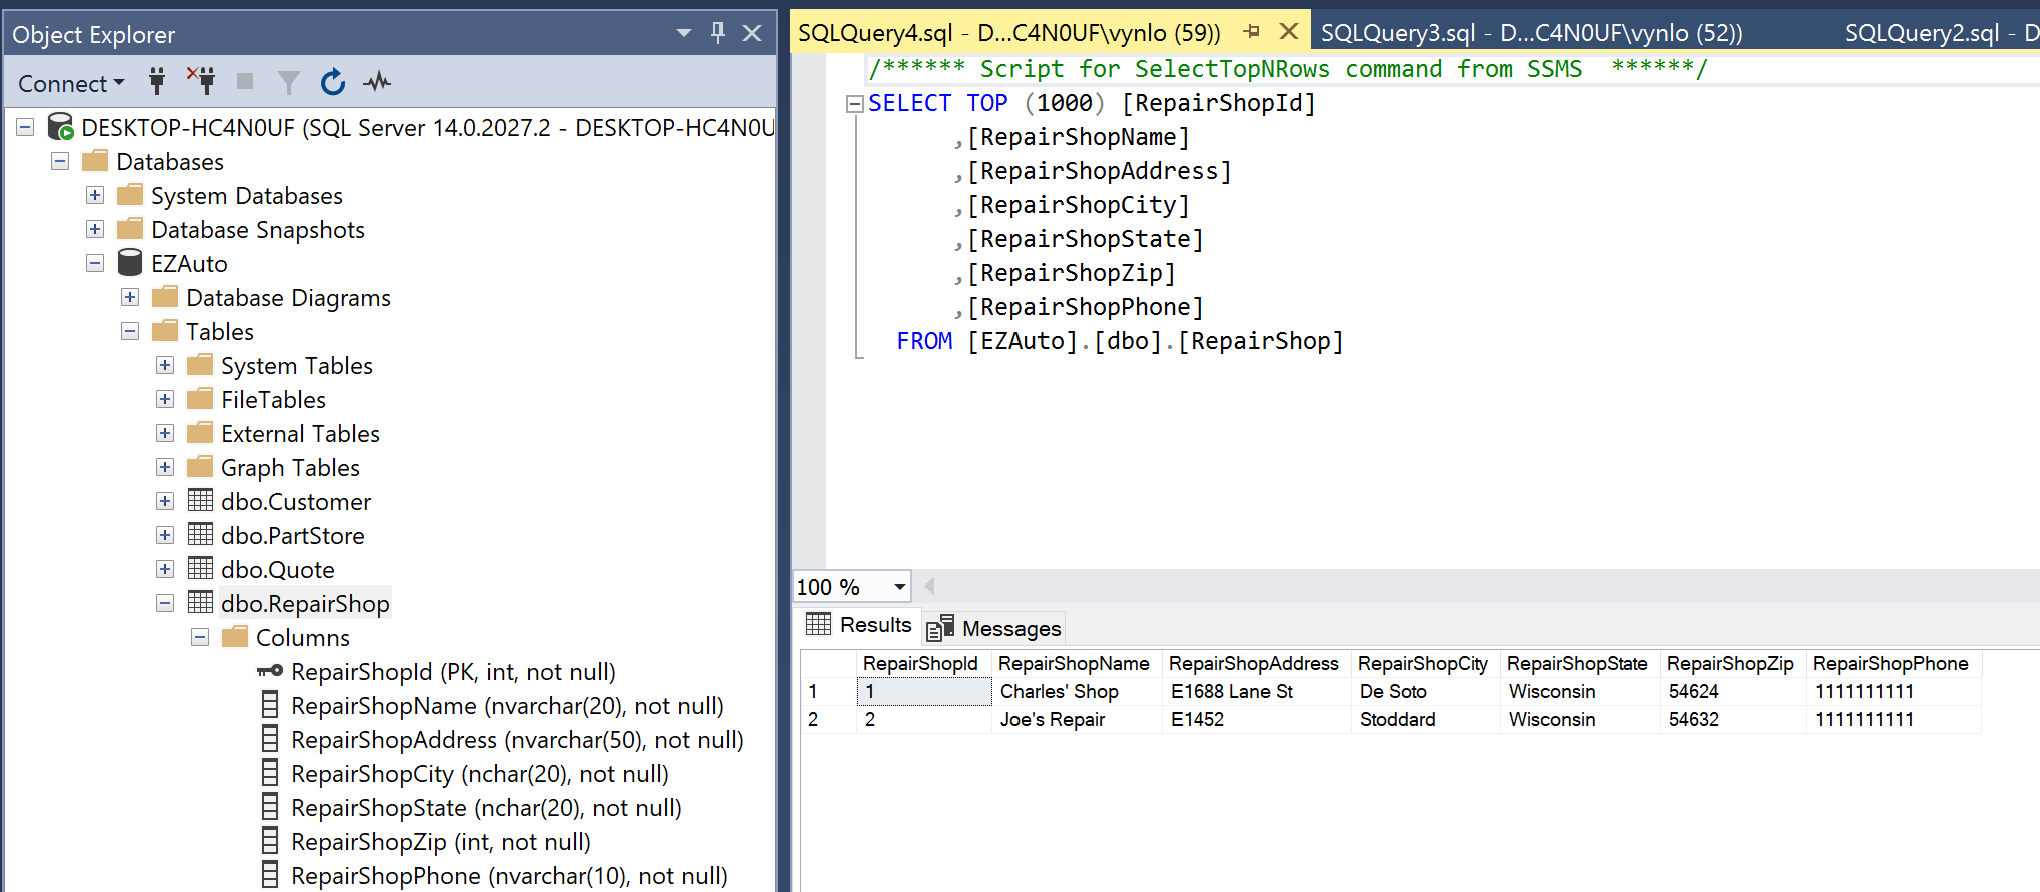 Object Explorer
Connect
DESKTOP-HC4N0UF (SQL Server 14.0.2027.2 - DESKTOP-HC4N0U
Databases
System Databases
Database Snapshots
EZAuto
Database Diagrams
Tables
System Tables
FileTables
External Tables
Graph Tables
dbo.Customer
dbo.PartStore
dbo.Quote
dbo.RepairShop
Columns
RepairShopId (PK, int, not null)
RepairShopName (nvarchar(20), not null)
RepairShopAddress (nvarchar(50), not null)
RepairShopCity (nchar(20), not null)
RepairShopState (nchar(20), not null)
RepairShopZip (int, not null)
RepairShopPhone (nvarchar(10), not null)
SQLQuery4.sql - D...C4N0UF\vynlo (59)) SQLQuery3.sql - D...C4N0UF\vynlo (52)) SQLQuery2.sql - D
/****** Script for SelectTopNRows command from SSMS ******/
SELECT TOP (1000) [RepairShopId]
,[RepairShopName]
,[RepairShopAddress]
,[RepairShopCity]
,[RepairShopState]
,[RepairShopZip]
,[RepairShopPhone]
FROM [EZAuto].[dbo].[RepairShop]
100 %
Results Messages
RepairShopId RepairShopName RepairShopAddress RepairShopCity RepairShopState RepairShopZip RepairShopPhone
1 1 Charles' Shop E1688 Lane St De Soto Wisconsin 54624 1111111111
2 2 Joe's Repair E1452 Stoddard Wisconsin 54632 1111111111